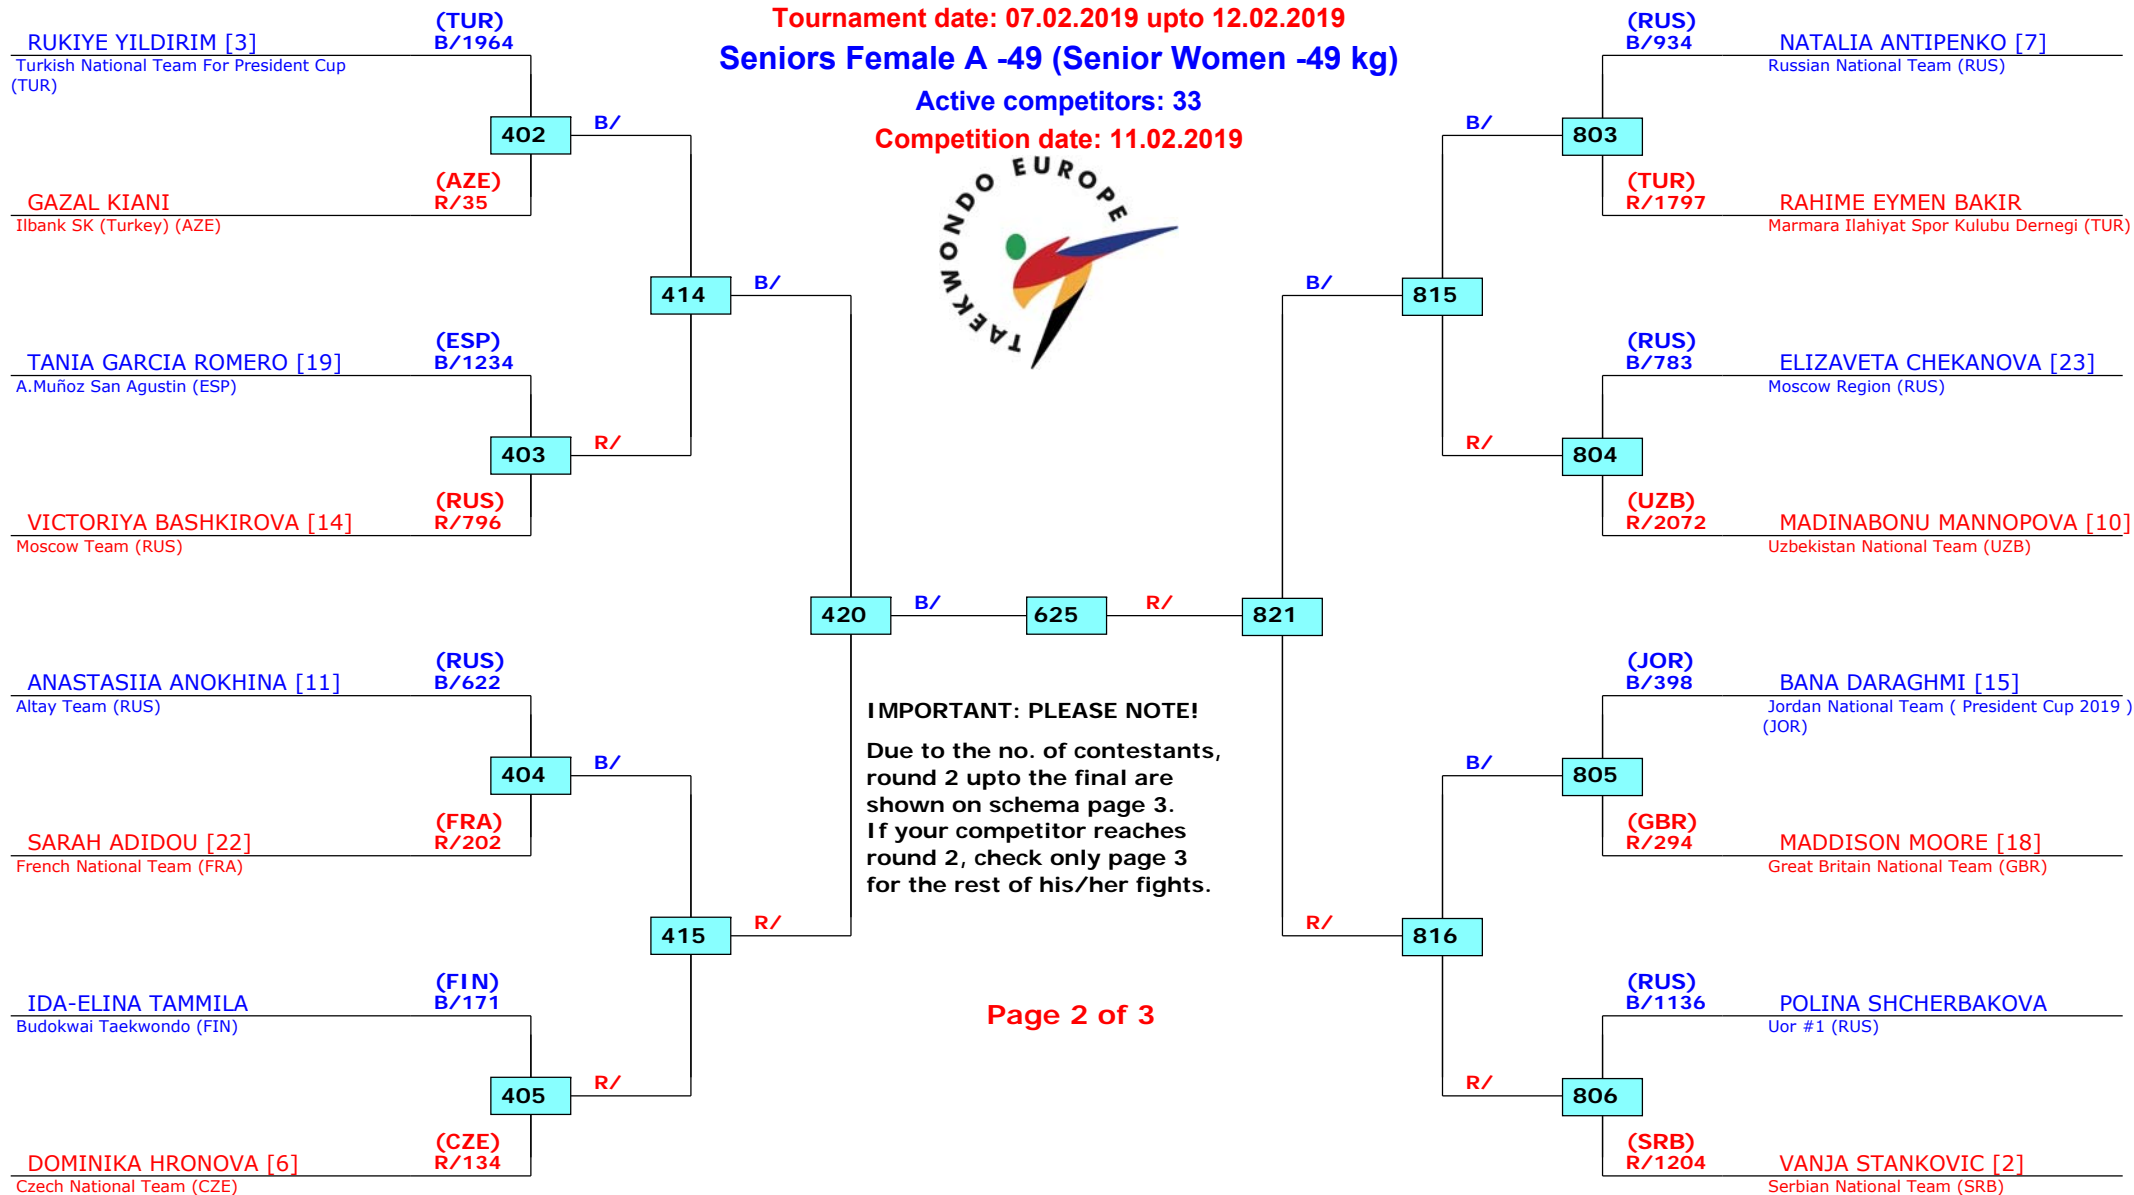 Tournament date: 07.02.2019 upto 12.02.2019
Seniors Female A -49 (Senior Women -49 kg)
Active competitors: 33
Competition date: 11.02.2019
TAEKWONDO EUROPE
(TUR)
RUKIYE YILDIRIM [3] B/1964
Turkish National Team For President Cup
(TUR)
402 B/
(AZE)
GAZAL KIANI R/35
Ilbank SK (Turkey) (AZE)
414 B/
(ESP)
TANIA GARCIA ROMERO [19] B/1234
A.Muñoz San Agustin (ESP)
403 R/
(RUS)
VICTORIYA BASHKIROVA [14] R/796
Moscow Team (RUS)
420 B/ 625 R/ 821
(RUS)
ANASTASIIA ANOKHINA [11] B/622
Altay Team (RUS)
404 B/
(FRA)
SARAH ADIDOU [22] R/202
French National Team (FRA)
415 R/
(FIN)
IDA-ELINA TAMMILA B/171
Budokwai Taekwondo (FIN)
405 R/
(CZE)
DOMINIKA HRONOVA [6] R/134
Czech National Team (CZE)
IMPORTANT: PLEASE NOTE!
Due to the no. of contestants,
round 2 upto the final are
shown on schema page 3.
If your competitor reaches
round 2, check only page 3
for the rest of his/her fights.
Page 2 of 3
(RUS)
B/934 NATALIA ANTIPENKO [7]
Russian National Team (RUS)
B/ 803
(TUR)
R/1797 RAHIME EYMEN BAKIR
Marmara Ilahiyat Spor Kulubu Dernegi (TUR)
B/ 815
(RUS)
B/783 ELIZAVETA CHEKANOVA [23]
Moscow Region (RUS)
R/ 804
(UZB)
R/2072 MADINABONU MANNOPOVA [10]
Uzbekistan National Team (UZB)
(JOR)
B/398 BANA DARAGHMI [15]
Jordan National Team ( President Cup 2019 )
(JOR)
B/ 805
(GBR)
R/294 MADDISON MOORE [18]
Great Britain National Team (GBR)
R/ 816
(RUS)
B/1136 POLINA SHCHERBAKOVA
Uor #1 (RUS)
R/ 806
(SRB)
R/1204 VANJA STANKOVIC [2]
Serbian National Team (SRB)